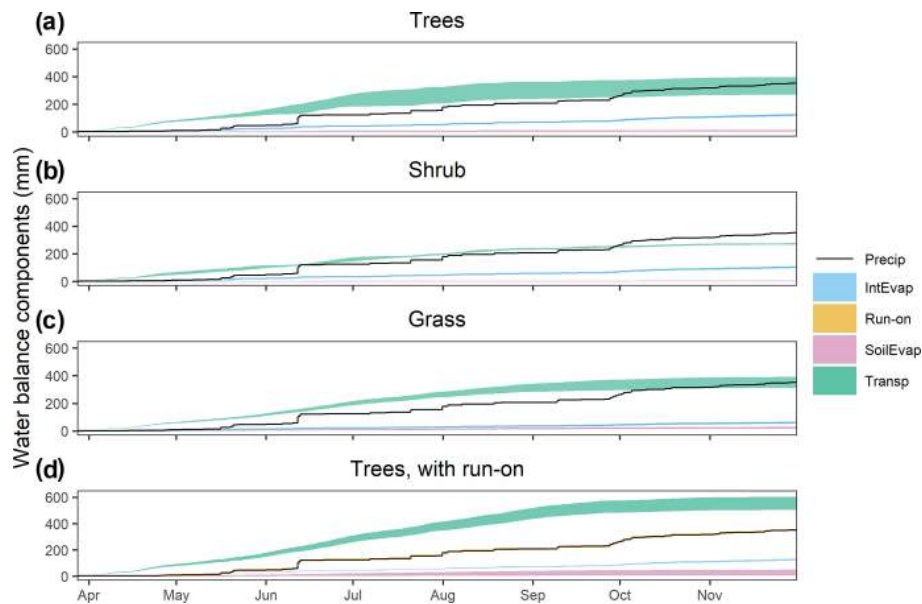 (a)
Trees
600
400
200
0
(b)
Shrub
600
400
200
0
(c)
Grass
600
400
200
0
(d)
Trees, with run-on
600
400
200
0
Apr May Jun Jul Aug Sep Oct Nov
Water balance components (mm)
Precip
IntEvap
Run-on
SoilEvap
Transp